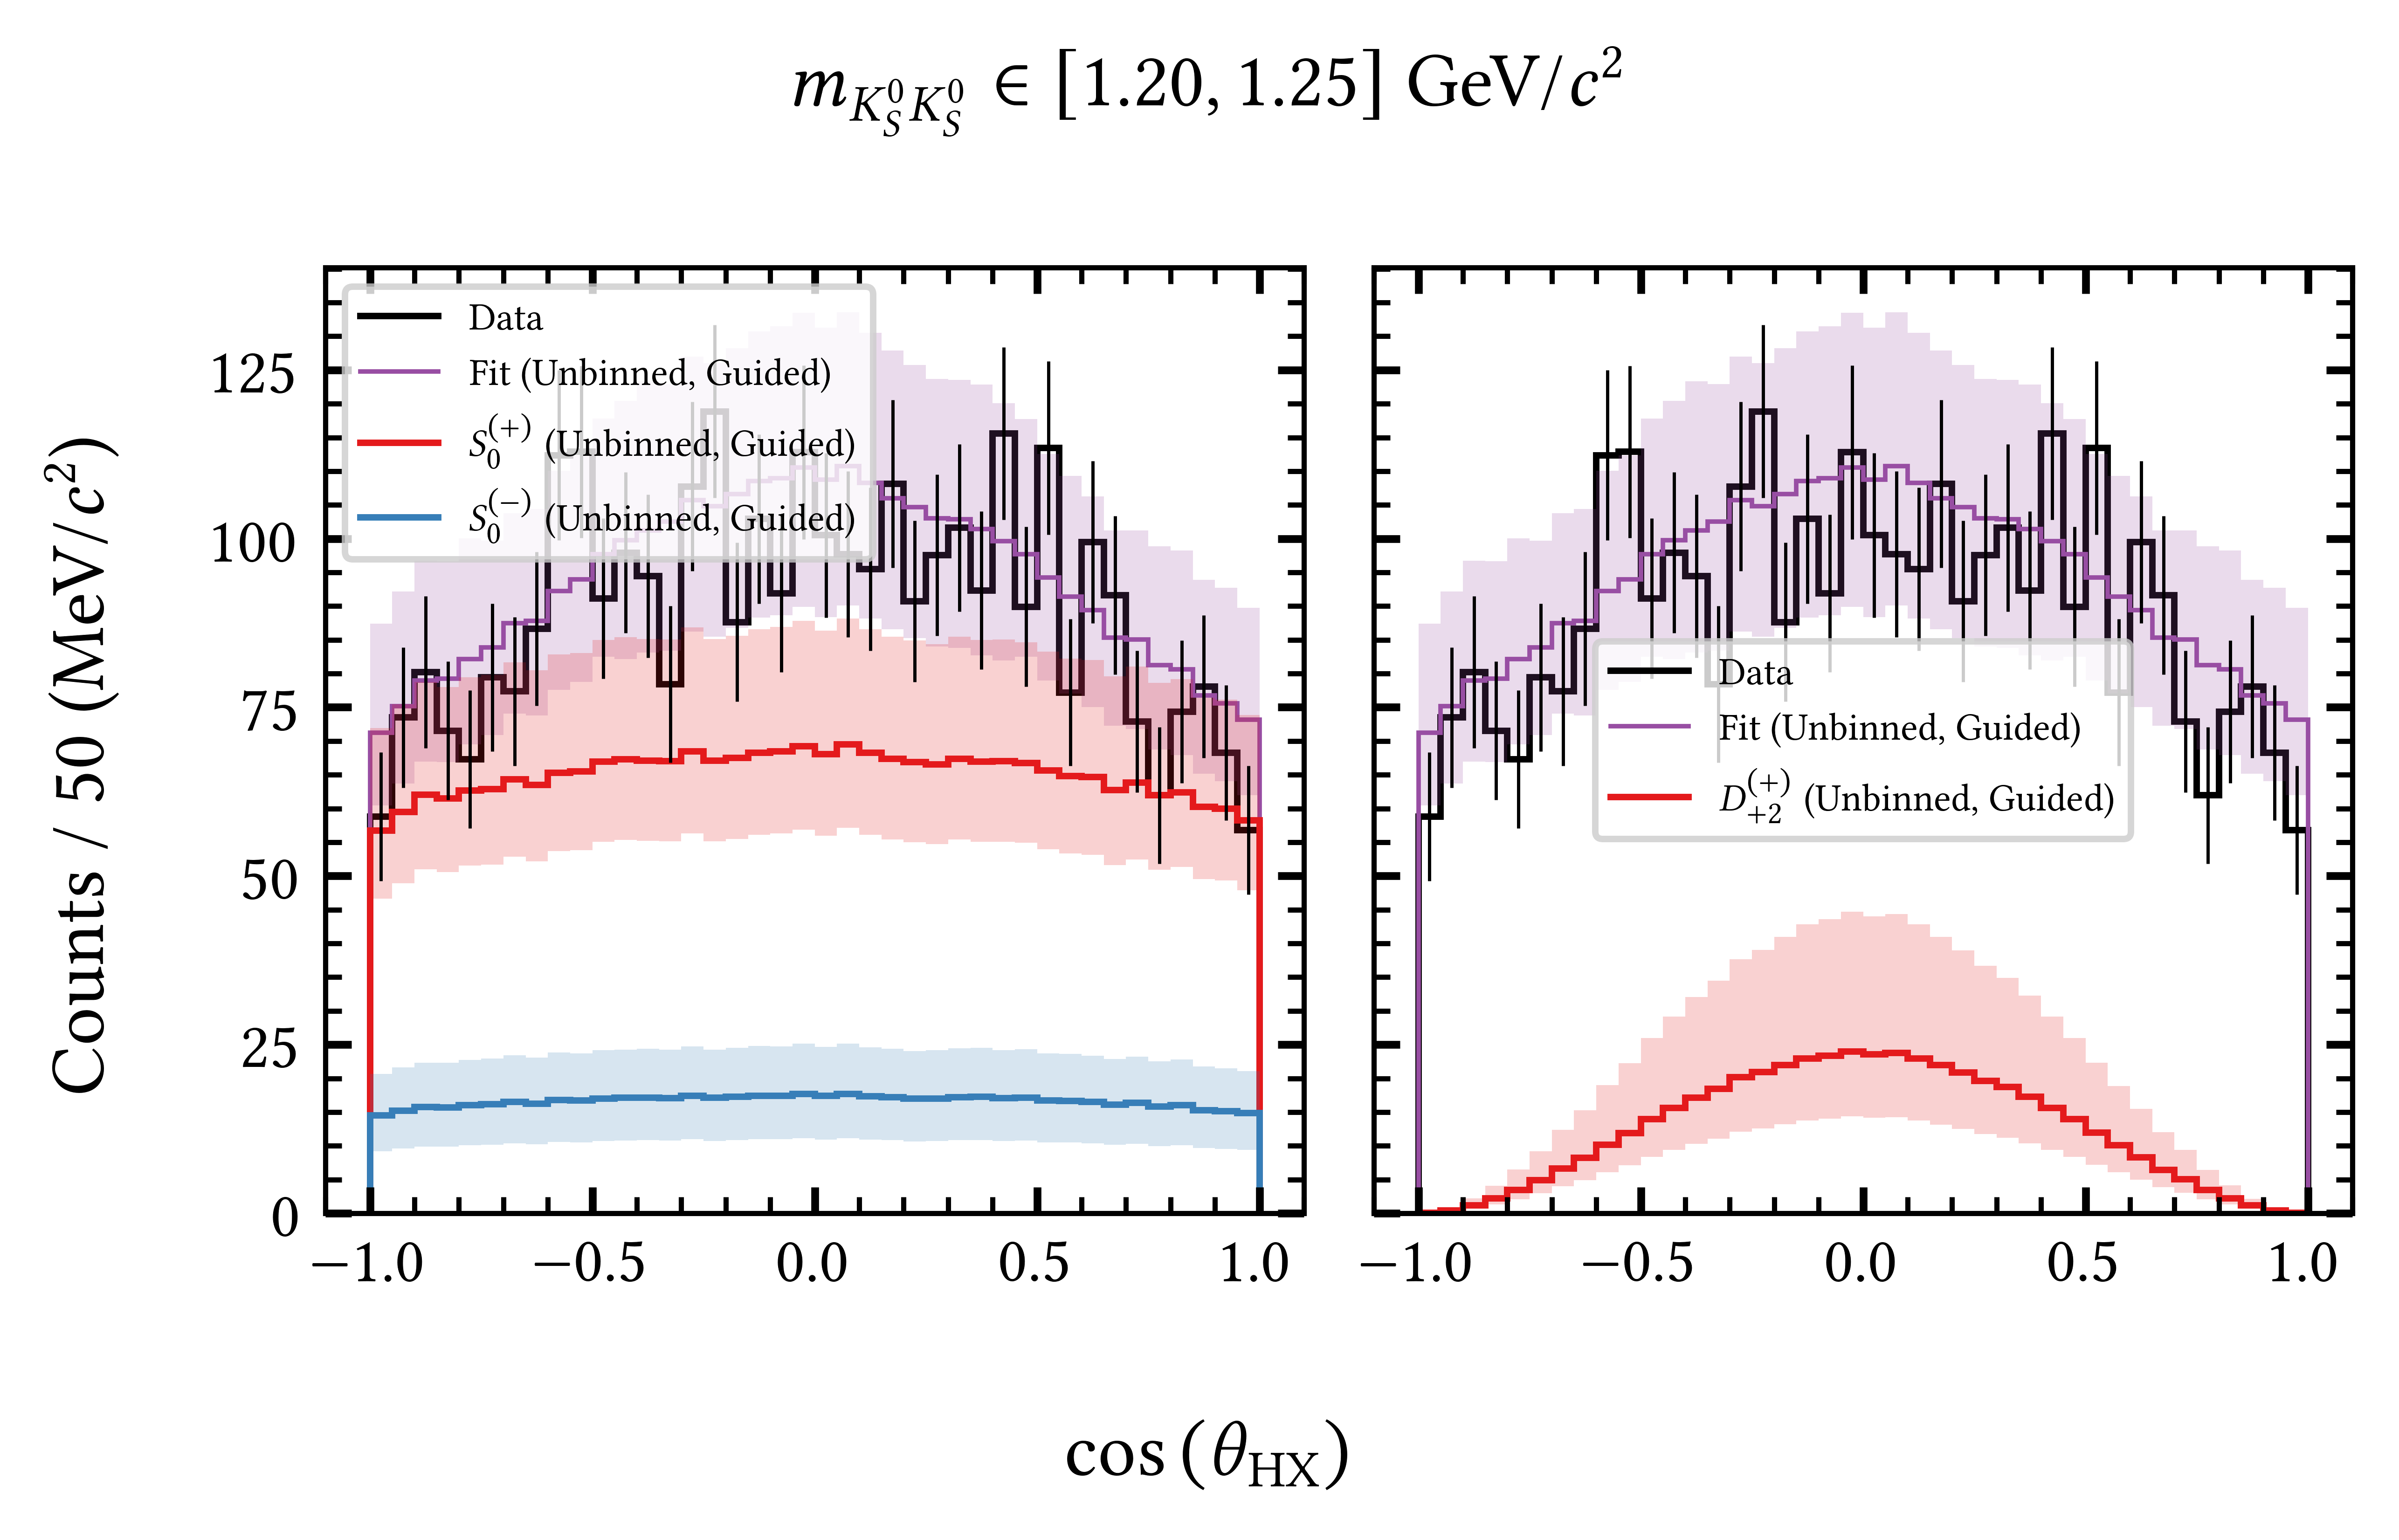 m_{K_S^0 K_S^0} ∈ [1.20, 1.25] GeV/c^2
Counts / 50 (MeV/c^2)
125
100
75
50
25
0
Data
Fit (Unbinned, Guided)
S_0^{(+)} (Unbinned, Guided)
S_0^{(−)} (Unbinned, Guided)
Data
Fit (Unbinned, Guided)
D_{+2}^{(+)} (Unbinned, Guided)
−1.0 −0.5 0.0 0.5 1.0
−1.0 −0.5 0.0 0.5 1.0
cos (θ_{HX})